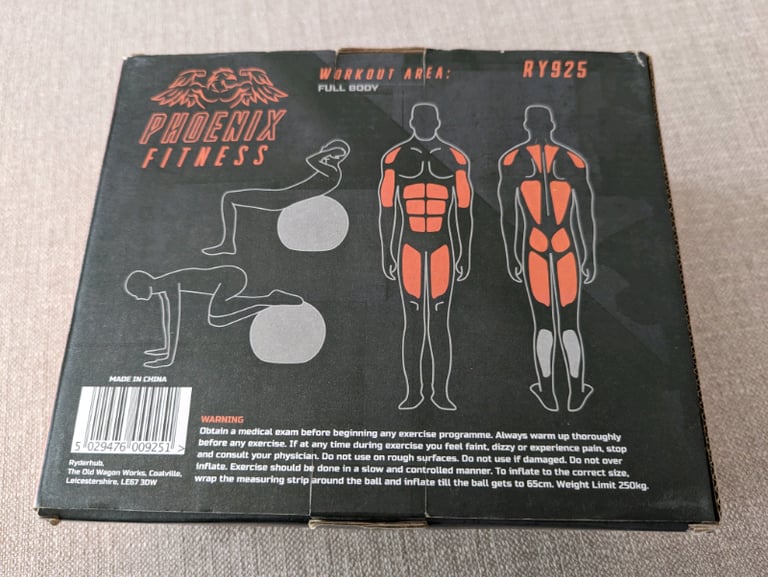 PHOENIX
FITNESS
WORKOUT AREA:
FULL BODY
RY925
MADE IN CHINA
5 029476 009251 >
Ryderhub,
The Old Wagon Works, Coalville,
Leicestershire, LE67 3DW
WARNING
Obtain a medical exam before beginning any exercise programme. Always warm up thoroughly
before any exercise. If at any time during exercise you feel faint, dizzy or experience pain, stop
and consult your physician. Do not use on rough surfaces. Do not use if damaged. Do not over
inflate. Exercise should be done in a slow and controlled manner. To inflate to the correct size,
wrap the measuring strip around the ball and inflate till the ball gets to 65cm. Weight Limit 250kg.